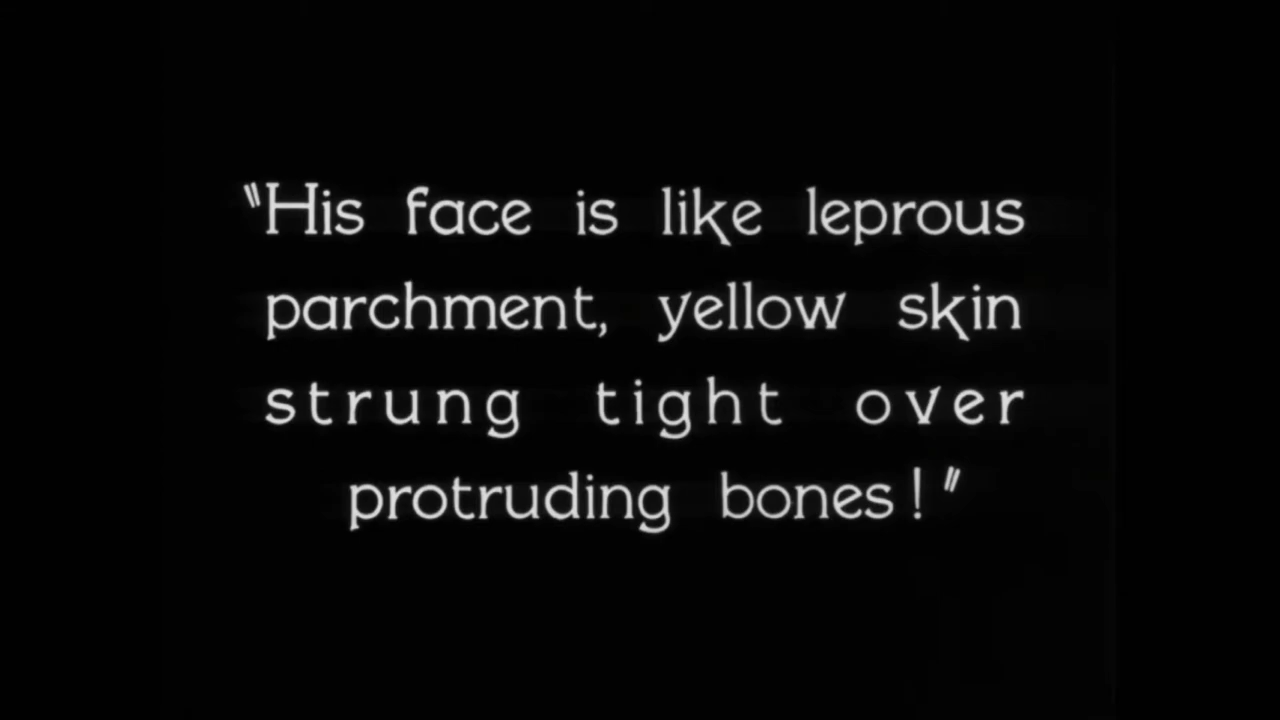 "His face is like leprous
parchment, yellow skin
strung tight over
protruding bones!"